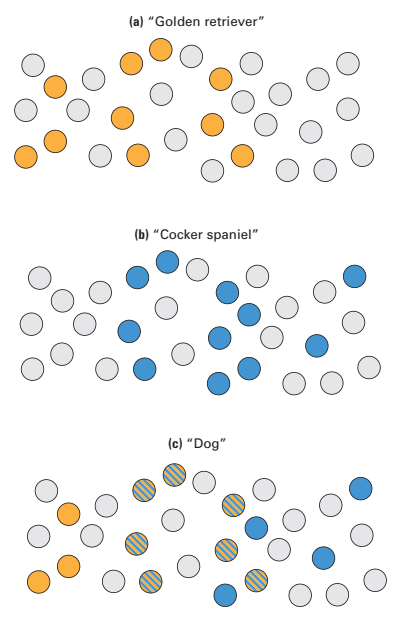 (a) “Golden retriever”
(b) “Cocker spaniel”
(c) “Dog”